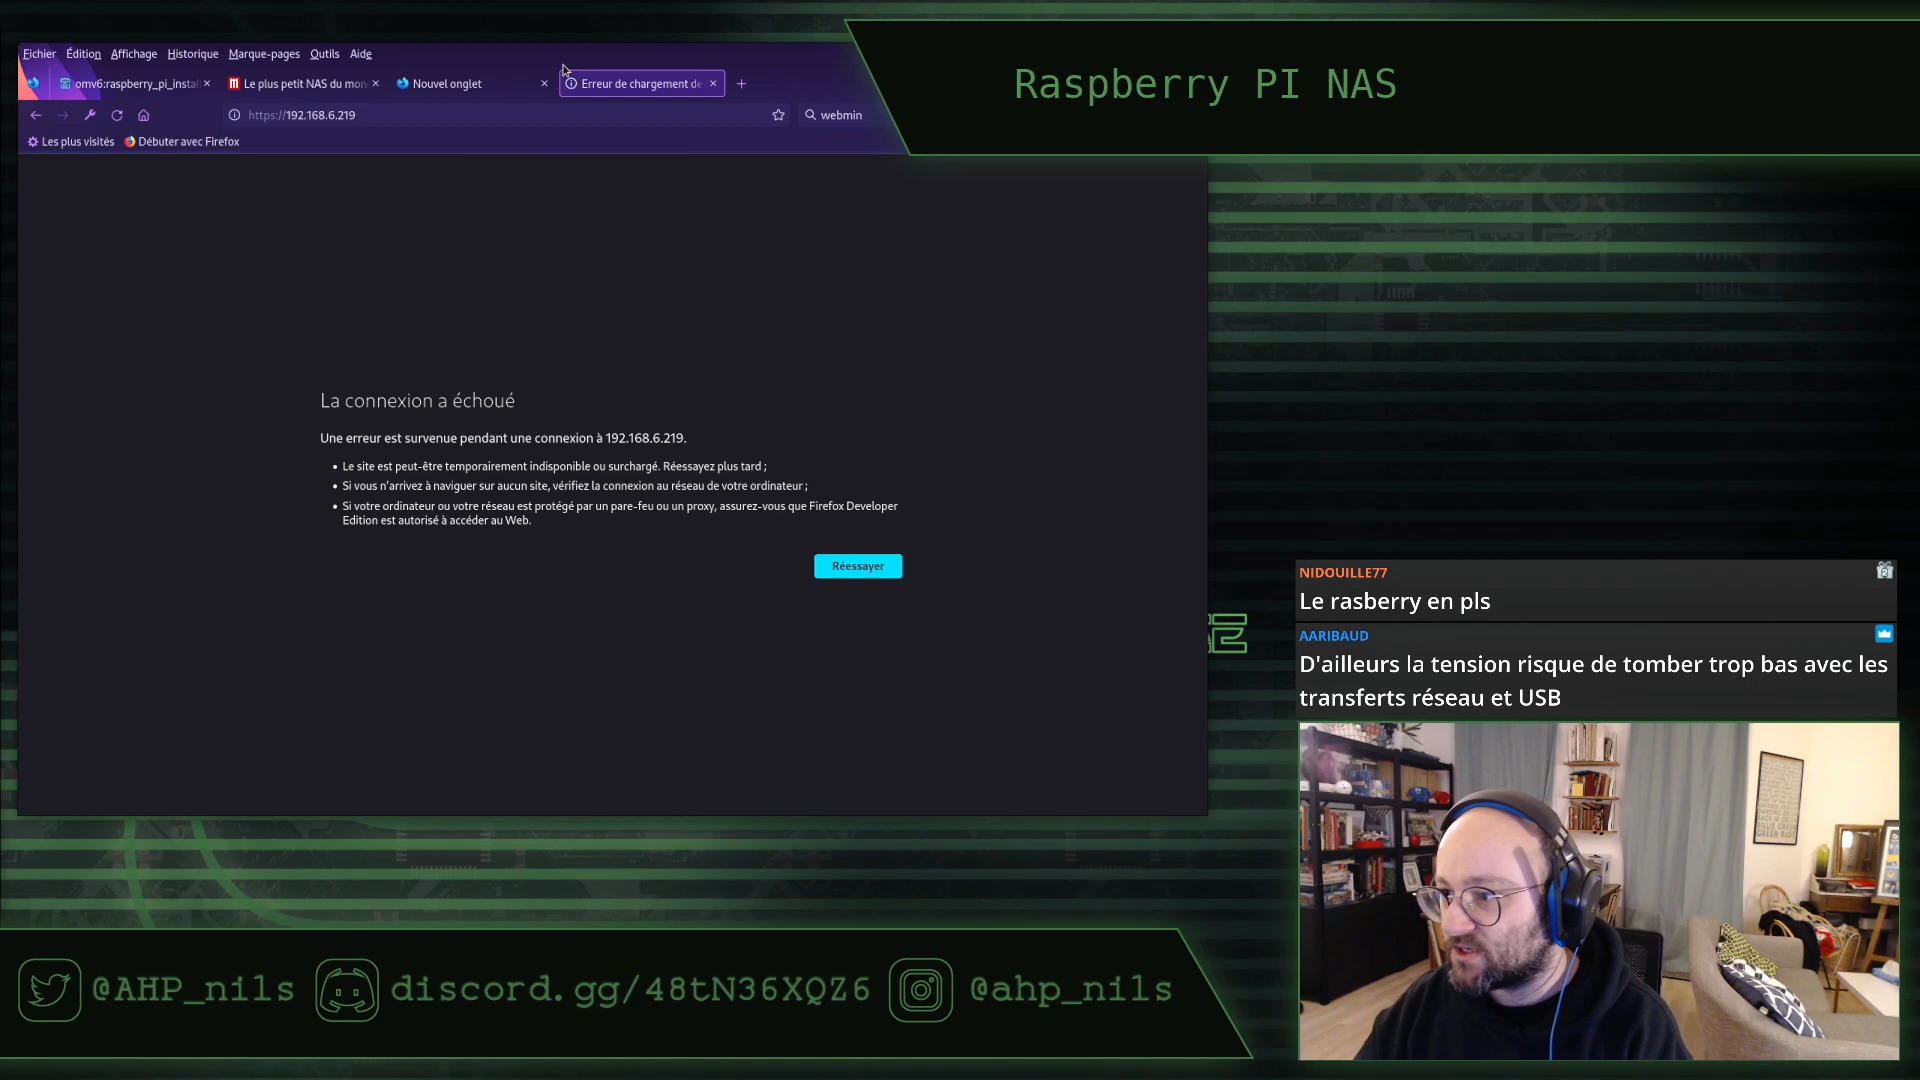 Raspberry PI NAS
Fichier Édition Affichage Historique Marque-pages Outils Aide
omv6:raspberry_pi_instal
Le plus petit NAS du mon
Nouvel onglet
Erreur de chargement de
https://192.168.6.219
webmin
Les plus visités
Débuter avec Firefox
La connexion a échoué
Une erreur est survenue pendant une connexion à 192.168.6.219.
• Le site est peut-être temporairement indisponible ou surchargé. Réessayez plus tard ;
• Si vous n'arrivez à naviguer sur aucun site, vérifiez la connexion au réseau de votre ordinateur ;
• Si votre ordinateur ou votre réseau est protégé par un pare-feu ou un proxy, assurez-vous que Firefox Developer
Edition est autorisé à accéder au Web.
Réessayer
NIDOUILLE77
2
Le rasberry en pls
AARIBAUD
D'ailleurs la tension risque de tomber trop bas avec les
transferts réseau et USB
@AHP_nils
discord.gg/48tN36XQZ6
@ahp_nils